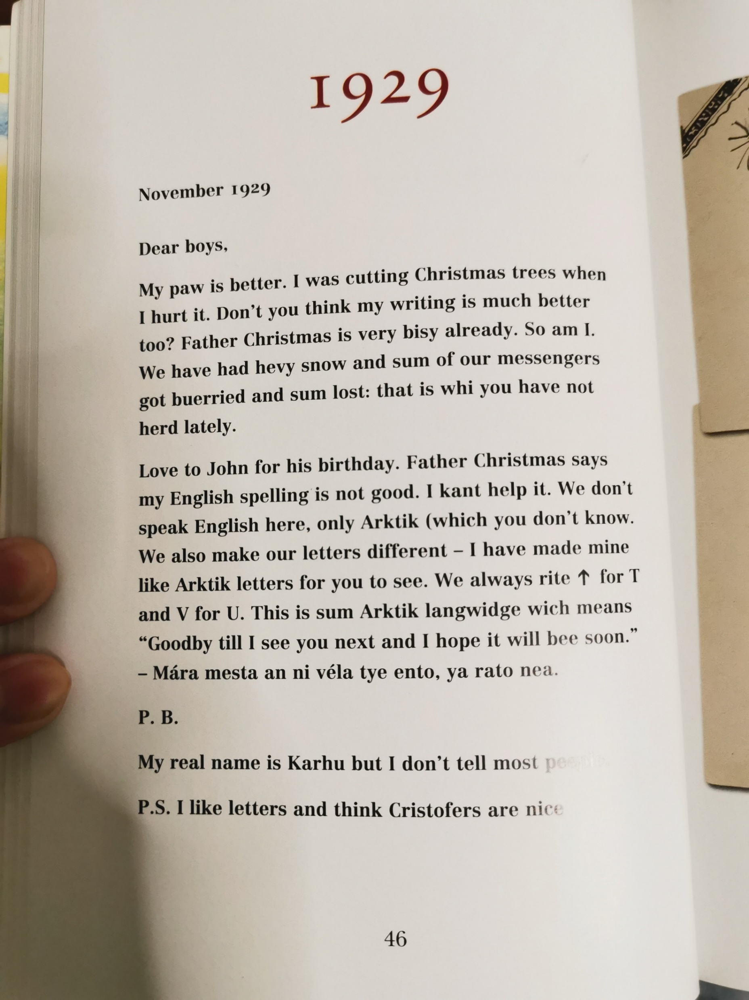 1929
November 1929
Dear boys,
My paw is better. I was cutting Christmas trees when
I hurt it. Don’t you think my writing is much better
too? Father Christmas is very bisy already. So am I.
We have had hevy snow and sum of our messengers
got buerried and sum lost: that is whi you have not
herd lately.
Love to John for his birthday. Father Christmas says
my English spelling is not good. I kant help it. We don’t
speak English here, only Arktik (which you don’t know.
We also make our letters different – I have made mine
like Arktik letters for you to see. We always rite ↑ for T
and V for U. This is sum Arktik langwidge wich means
“Goodby till I see you next and I hope it will bee soon.”
– Mára mesta an ni véla tye ento, ya rato nea.
P. B.
My real name is Karhu but I don’t tell most
P.S. I like letters and think Cristofers are nice
46